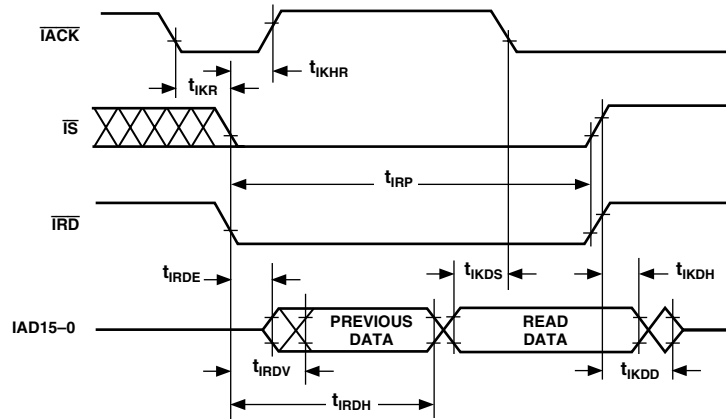 IACK
tIKR
tIKHR
IS
tIRP
IRD
tIRDE
tIKDS
tIKDH
IAD15–0
PREVIOUS
DATA
READ
DATA
tIRDV
tIKDD
tIRDH